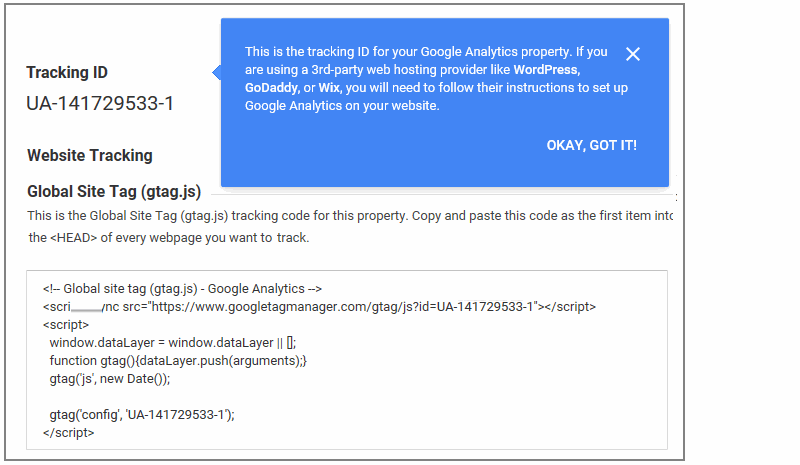 This is the tracking ID for your Google Analytics property. If you
are using a 3rd-party web hosting provider like WordPress,
GoDaddy, or Wix, you will need to follow their instructions to set up
Google Analytics on your website.
OKAY, GOT IT!
Tracking ID
UA-141729533-1
Website Tracking
Global Site Tag (gtag.js)
This is the Global Site Tag (gtag.js) tracking code for this property. Copy and paste this code as the first item into
the <HEAD> of every webpage you want to track.
<!-- Global site tag (gtag.js) - Google Analytics -->
<scri ync src="https://www.googletagmanager.com/gtag/js?id=UA-141729533-1"></script>
<script>
window.dataLayer = window.dataLayer || [];
function gtag(){dataLayer.push(arguments);}
gtag('js', new Date());
gtag('config', 'UA-141729533-1');
</script>